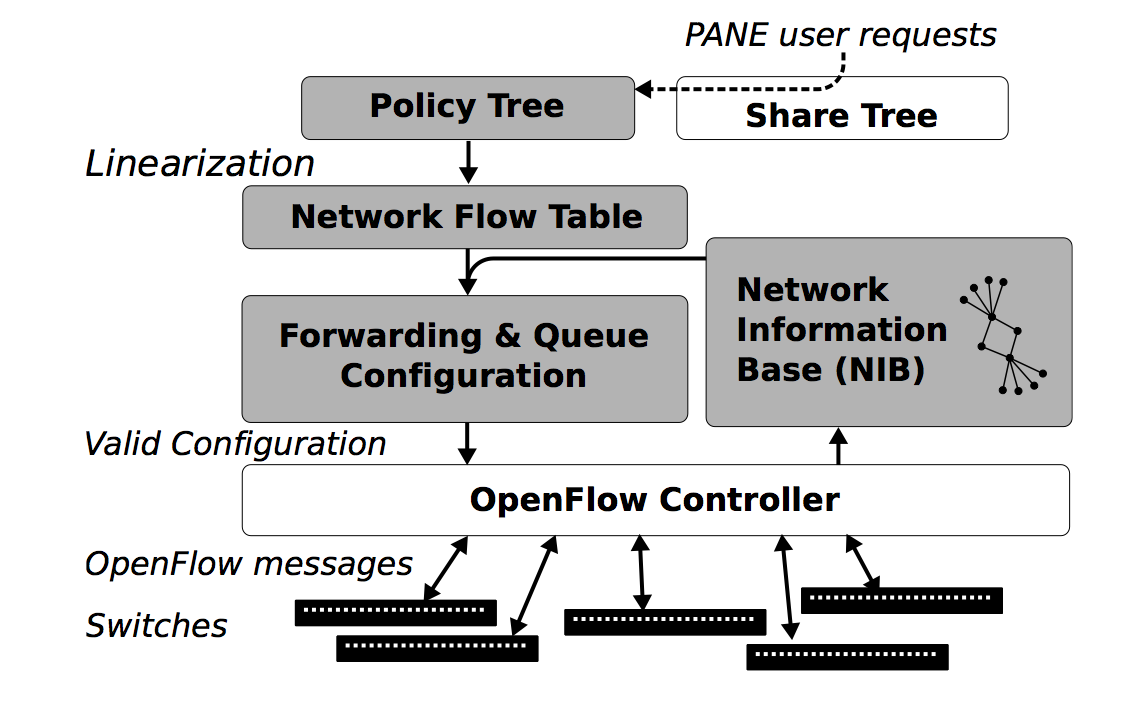 PANE user requests
Policy Tree
Share Tree
Linearization
Network Flow Table
Network
Information
Base (NIB)
Forwarding & Queue
Configuration
Valid Configuration
OpenFlow Controller
OpenFlow messages
Switches